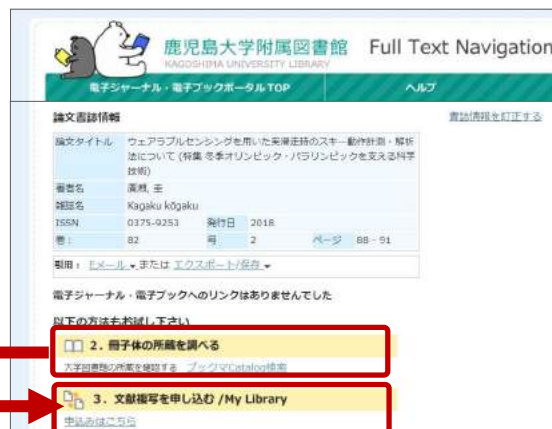 鹿児島大学附属図書館 Full Text Navigation
KAGOSHIMA UNIVERSITY LIBRARY
電子ジャーナル・電子ブックポータルTOP ヘルプ
論文書誌情報 書誌情報を訂正する
論文タイトル ウェアラブルセンシングを用いた実滑走時のスキー動作計測・解析
法について (特集 冬季オリンピック・パラリンピックを支える科学
技術)
著者名 廣瀬, 圭
雑誌名 Kagaku kōgaku
ISSN 0375-9253 発行日 2018
巻: 82 号 2 ページ 88 - 91
引用: Eメール または エクスポート/保存
電子ジャーナル・電子ブックへのリンクはありませんでした
以下の方法もお試し下さい
2. 冊子体の所蔵を調べる
大学図書館の所蔵を確認する ブックマCatalog検索
3. 文献複写を申し込む /My Library
申込みはこちら